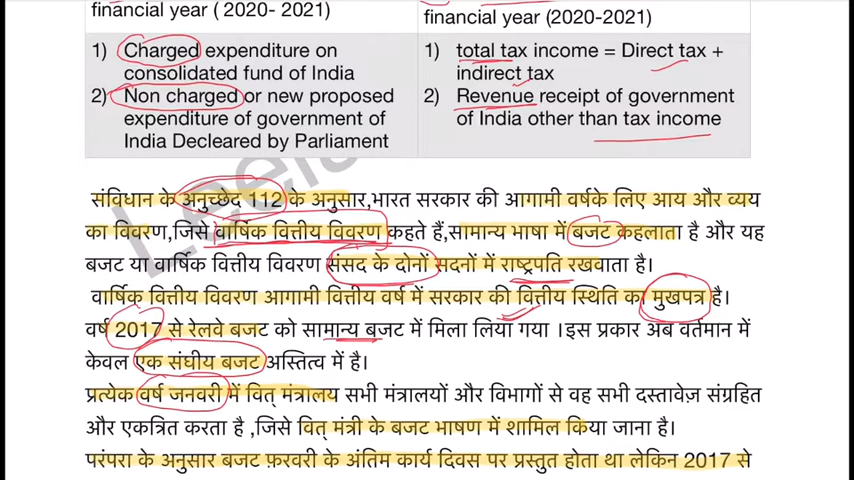 financial year ( 2020- 2021)
1) Charged expenditure on
consolidated fund of India
2) Non charged or new proposed
expenditure of government of
India Decleared by Parliament
financial year (2020-2021)
1) total tax income = Direct tax +
indirect tax
2) Revenue receipt of government
of India other than tax income
संविधान के अनुच्छेद 112 के अनुसार,भारत सरकार की आगामी वर्षके लिए आय और व्यय
का विवरण,जिसे वार्षिक वित्तीय विवरण कहते हैं,सामान्य भाषा में बजट कहलाता है और यह
बजट या वार्षिक वित्तीय विवरण संसद के दोनों सदनों में राष्ट्रपति रखवाता है।
वार्षिक वित्तीय विवरण आगामी वित्तीय वर्ष में सरकार की वित्तीय स्थिति का मुखपत्र है।
वर्ष 2017 से रेलवे बजट को सामान्य बजट में मिला लिया गया ।इस प्रकार अब वर्तमान में
केवल एक संघीय बजट अस्तित्व में है।
प्रत्येक वर्ष जनवरी में वित् मंत्रालय सभी मंत्रालयों और विभागों से वह सभी दस्तावेज़ संग्रहित
और एकत्रित करता है ,जिसे वित् मंत्री के बजट भाषण में शामिल किया जाना है।
परंपरा के अनुसार बजट फ़रवरी के अंतिम कार्य दिवस पर प्रस्तुत होता था लेकिन 2017 से